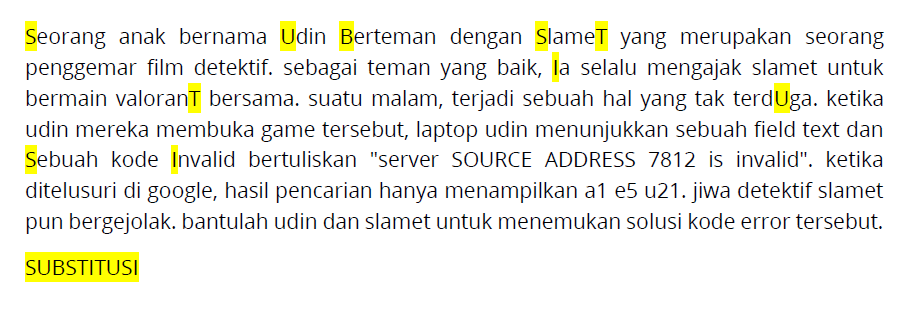 Seorang anak bernama Udin Berteman dengan SlameT yang merupakan seorang
penggemar film detektif. sebagai teman yang baik, Ia selalu mengajak slamet untuk
bermain valoranT bersama. suatu malam, terjadi sebuah hal yang tak terdUga. ketika
udin mereka membuka game tersebut, laptop udin menunjukkan sebuah field text dan
Sebuah kode Invalid bertuliskan "server SOURCE ADDRESS 7812 is invalid". ketika
ditelusuri di google, hasil pencarian hanya menampilkan a1 e5 u21. jiwa detektif slamet
pun bergejolak. bantulah udin dan slamet untuk menemukan solusi kode error tersebut.
SUBSTITUSI